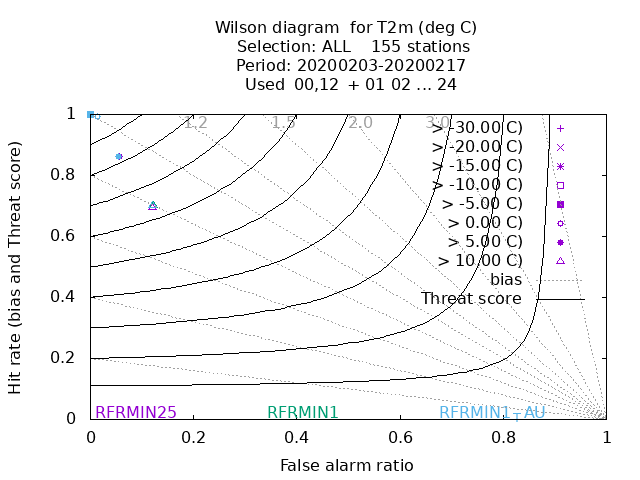 Wilson diagram for T2m (deg C)
Selection: ALL 155 stations
Period: 20200203-20200217
Used 00,12 + 01 02 ... 24
Hit rate (bias and Threat score)
1
0.8
0.6
0.4
0.2
0
1.2
1.5
2.0
3.0
> -30.00 C)
> -20.00 C)
> -15.00 C)
> -10.00 C)
> -5.00 C)
> 0.00 C)
> 5.00 C)
> 10.00 C)
bias
Threat score
RFRMIN25 RFRMIN1 RFRMIN1_AU
0 0.2 0.4 0.6 0.8 1
False alarm ratio